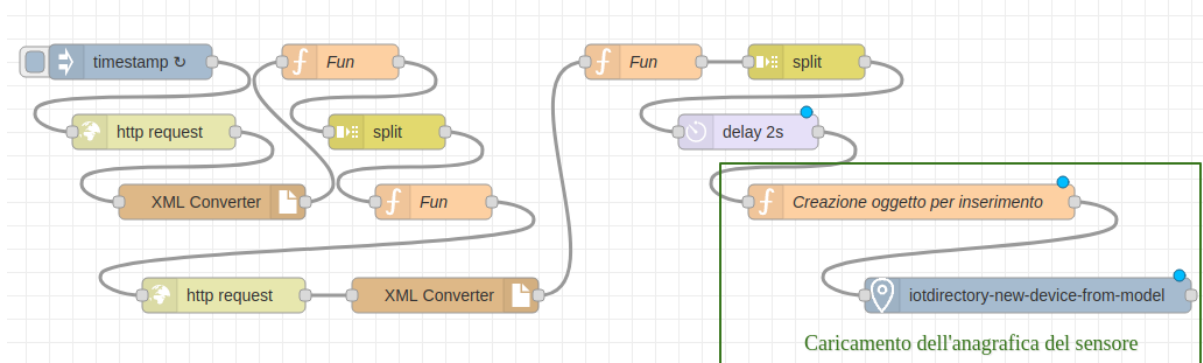 timestamp ↻
Fun
Fun
split
http request
split
delay 2s
XML Converter
Fun
Creazione oggetto per inserimento
http request
XML Converter
iotdirectory-new-device-from-model
Caricamento dell'anagrafica del sensore